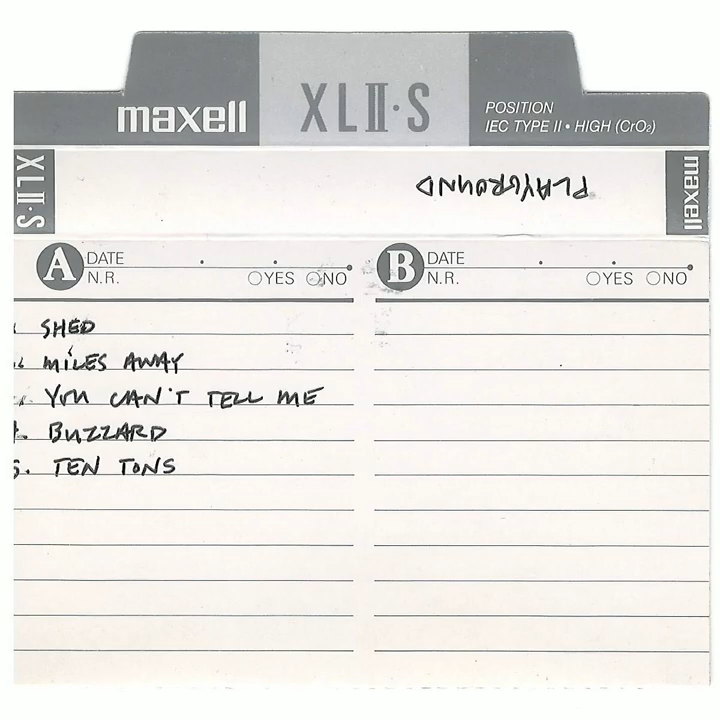 maxell XLII·S POSITION
IEC TYPE II • HIGH (CrO₂)
XLII·S PLAYGROUND maxell
A DATE
N.R. YES NO
B DATE
N.R. YES NO
SHED
MILES AWAY
YOU CAN'T TELL ME
4. BUZZARD
5. TEN TONS